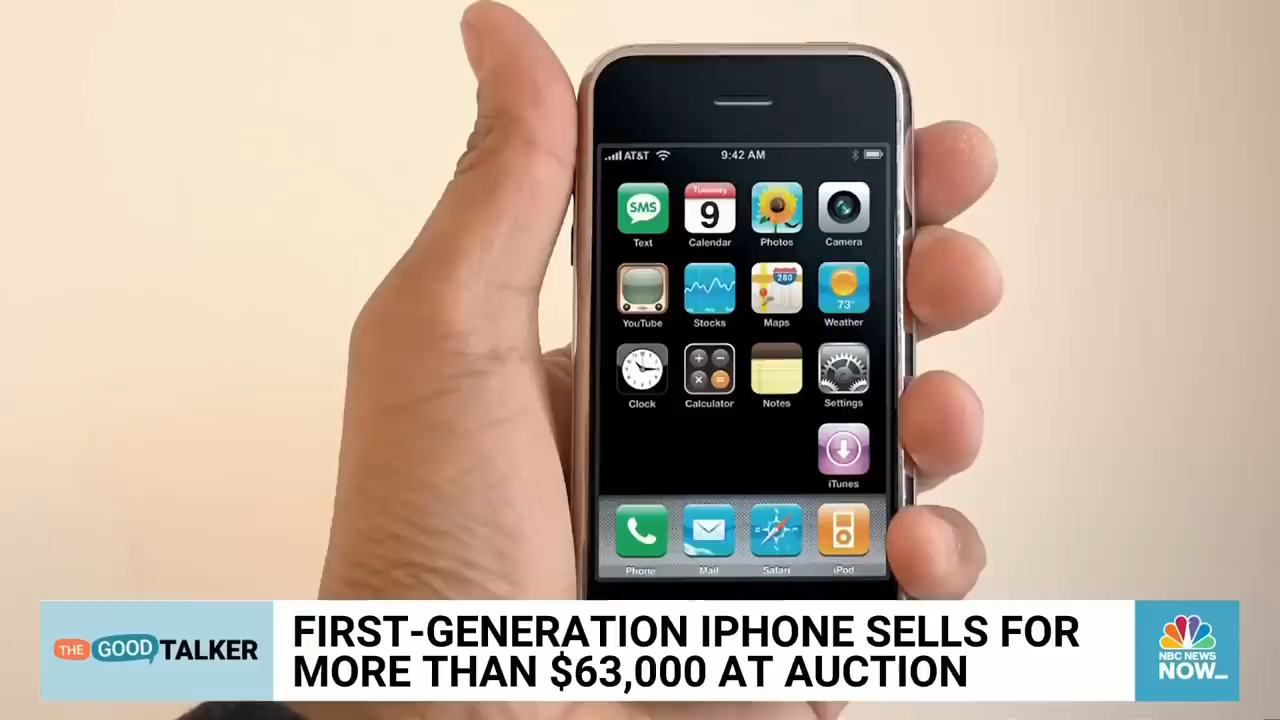 AT&T 9:42 AM
SMS
Text
Tuesday
9
Calendar
Photos
Camera
YouTube
Stocks
280
Maps
73°
Weather
Clock
Calculator
Notes
Settings
iTunes
Phone
Mail
Safari
iPod
THE GOOD TALKER
FIRST-GENERATION IPHONE SELLS FOR
MORE THAN $63,000 AT AUCTION
NBC NEWS
NOW